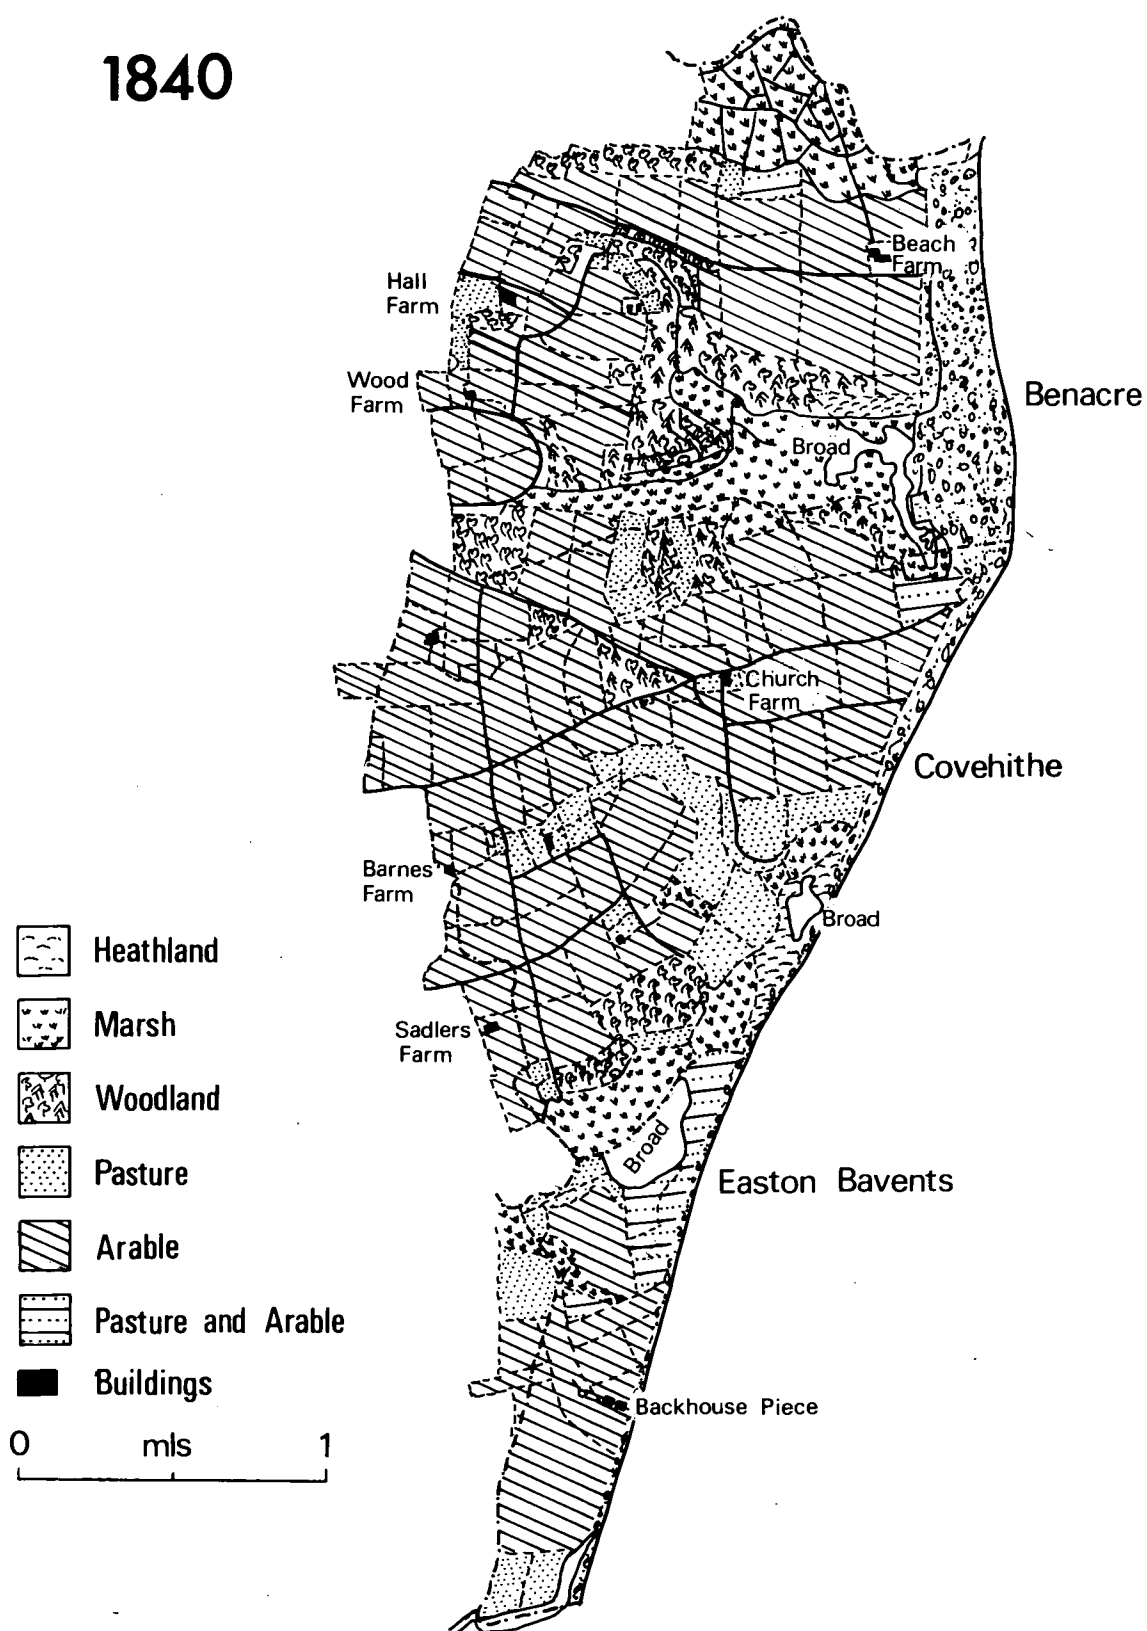 1840
Beach
Farm
Hall
Farm
Wood
Farm
Benacre
Broad
Church
Farm
Covehithe
Barnes
Farm
Broad
Heathland
Marsh
Sadlers
Farm
Woodland
Broad
Pasture
Easton Bavents
Arable
Pasture and Arable
Buildings
Backhouse Piece
0 mls 1